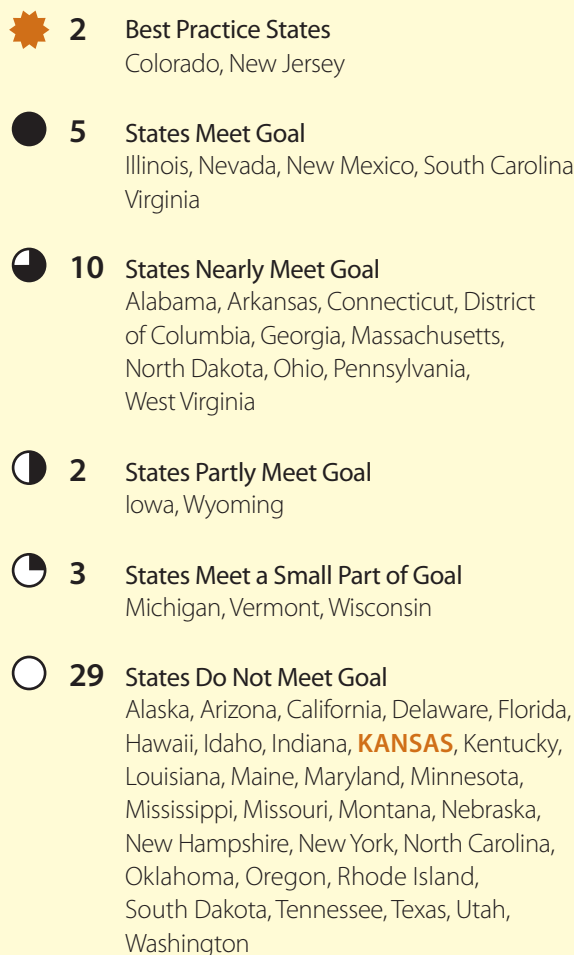 2 Best Practice States
Colorado, New Jersey
5 States Meet Goal
Illinois, Nevada, New Mexico, South Carolina
Virginia
10 States Nearly Meet Goal
Alabama, Arkansas, Connecticut, District
of Columbia, Georgia, Massachusetts,
North Dakota, Ohio, Pennsylvania,
West Virginia
2 States Partly Meet Goal
Iowa, Wyoming
3 States Meet a Small Part of Goal
Michigan, Vermont, Wisconsin
29 States Do Not Meet Goal
Alaska, Arizona, California, Delaware, Florida,
Hawaii, Idaho, Indiana, KANSAS, Kentucky,
Louisiana, Maine, Maryland, Minnesota,
Mississippi, Missouri, Montana, Nebraska,
New Hampshire, New York, North Carolina,
Oklahoma, Oregon, Rhode Island,
South Dakota, Tennessee, Texas, Utah,
Washington